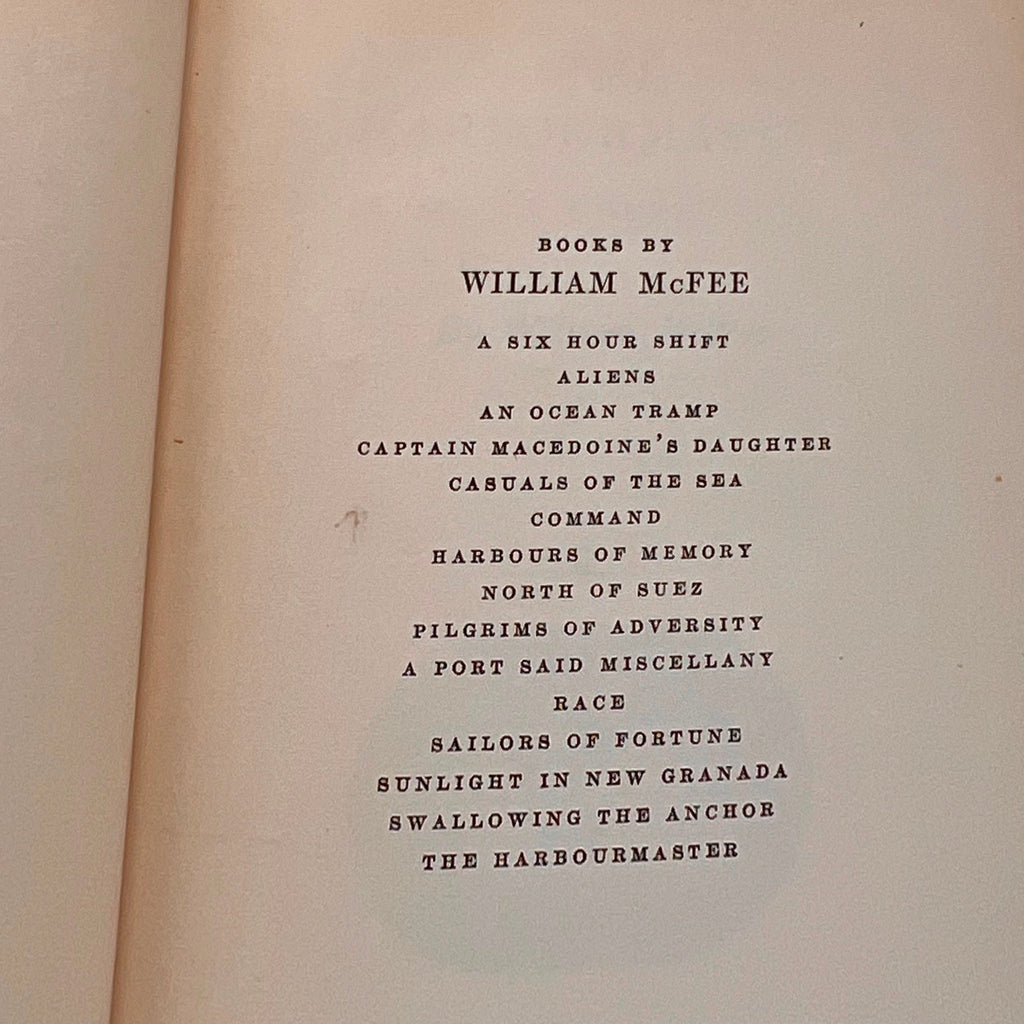 BOOKS BY
WILLIAM McFEE
A SIX HOUR SHIFT
ALIENS
AN OCEAN TRAMP
CAPTAIN MACEDOINE'S DAUGHTER
CASUALS OF THE SEA
COMMAND
HARBOURS OF MEMORY
NORTH OF SUEZ
PILGRIMS OF ADVERSITY
A PORT SAID MISCELLANY
RACE
SAILORS OF FORTUNE
SUNLIGHT IN NEW GRANADA
SWALLOWING THE ANCHOR
THE HARBOURMASTER